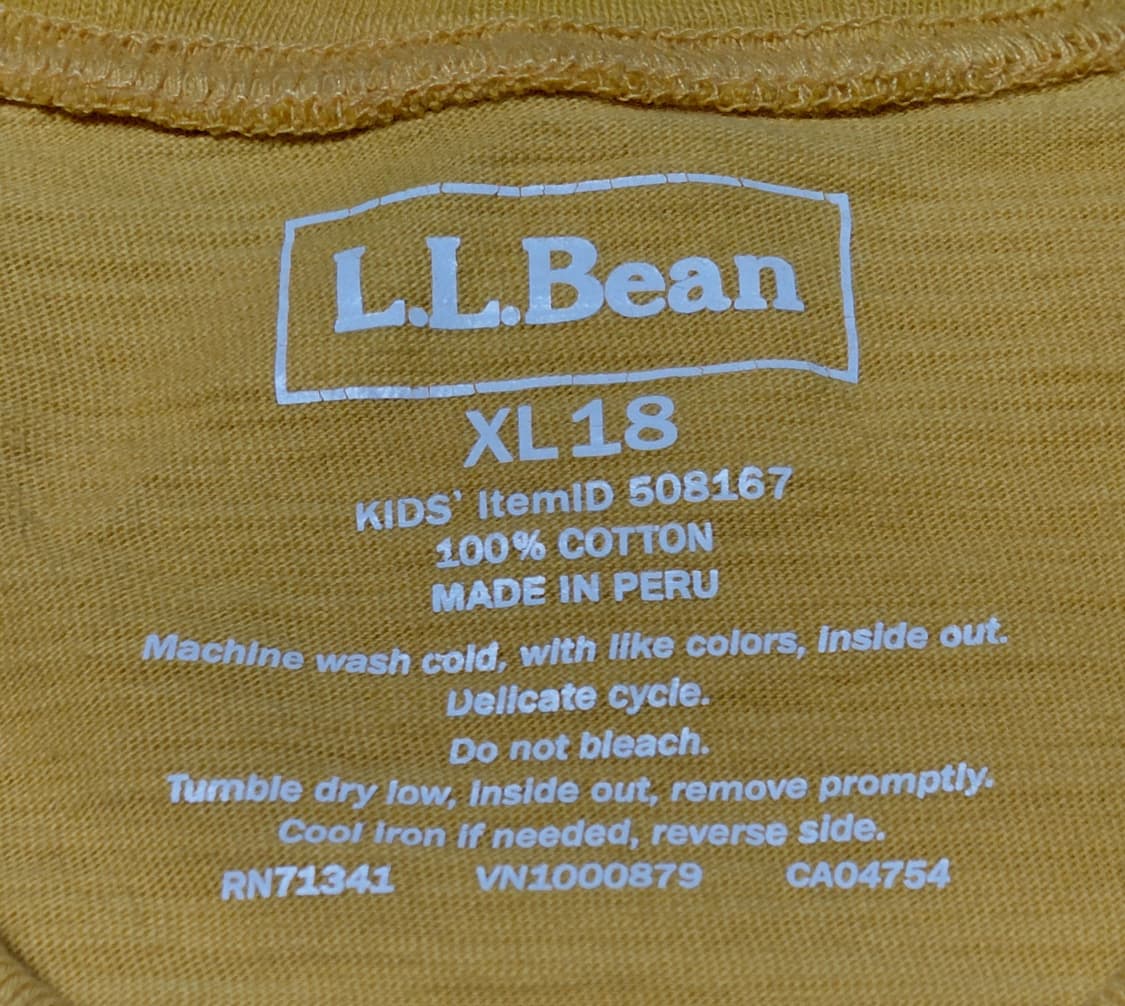 L.L.Bean
XL 18
KIDS' ItemID 508167
100% COTTON
MADE IN PERU
Machine wash cold, with like colors, inside out.
Delicate cycle.
Do not bleach.
Tumble dry low, inside out, remove promptly.
Cool iron if needed, reverse side.
RN71341 VN1000879 CA04754